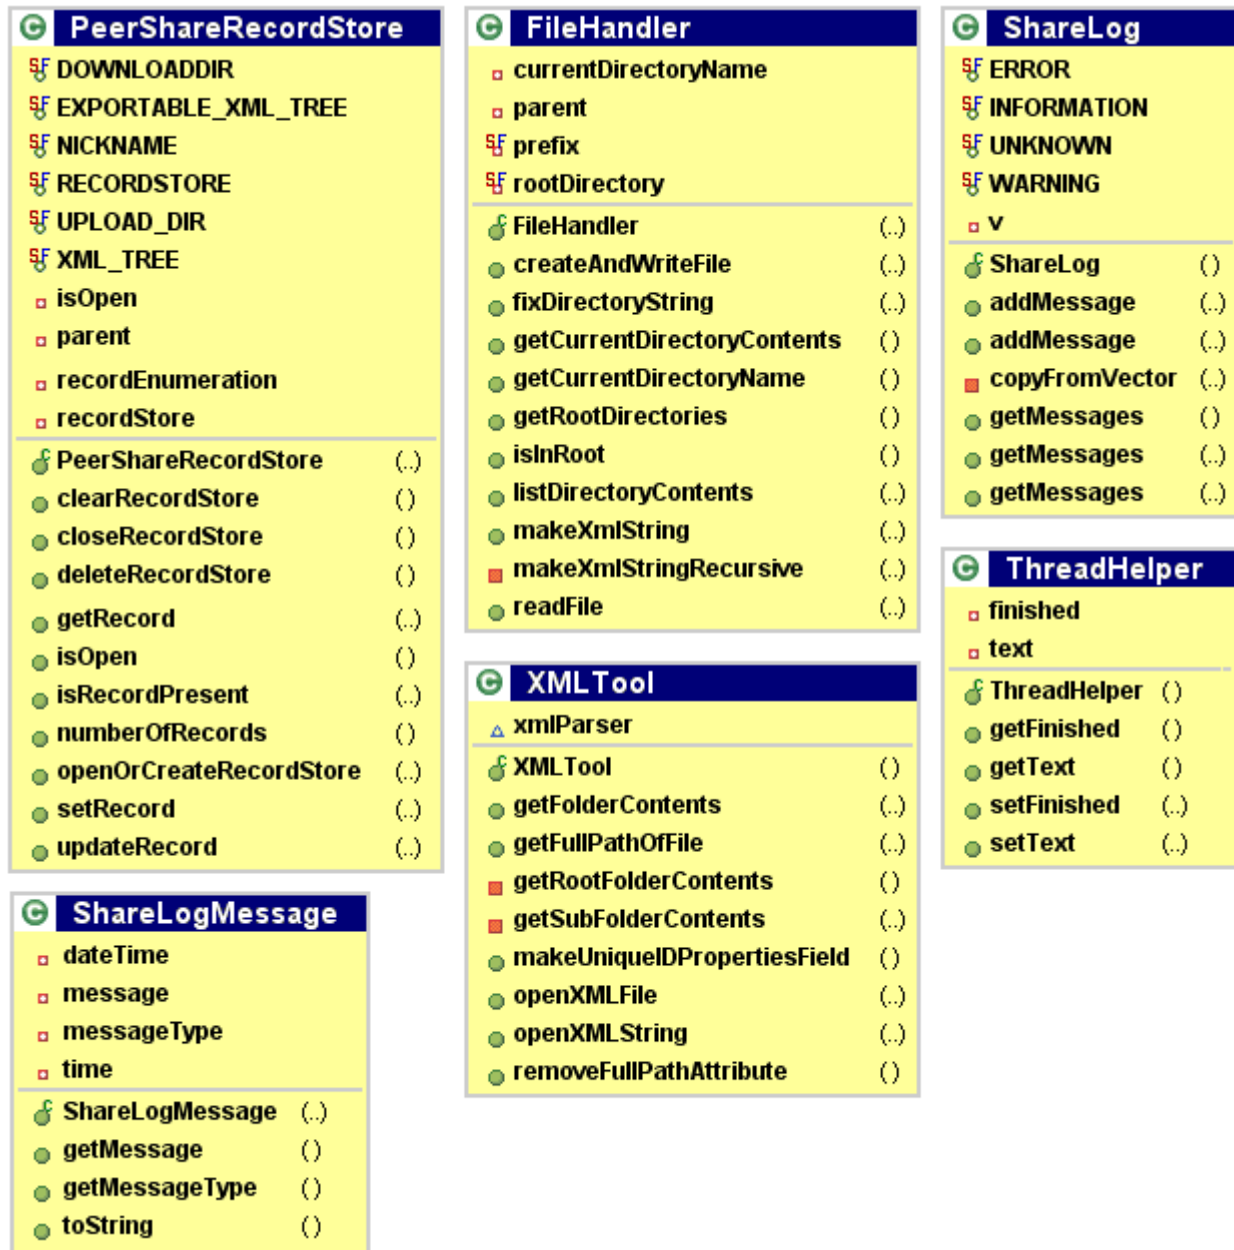 PeerShareRecordStore
DOWNLOADDIR
EXPORTABLE_XML_TREE
NICKNAME
RECORDSTORE
UPLOAD_DIR
XML_TREE
isOpen
parent
recordEnumeration
recordStore
PeerShareRecordStore (..)
clearRecordStore ()
closeRecordStore ()
deleteRecordStore ()
getRecord (..)
isOpen ()
isRecordPresent (..)
numberOfRecords ()
openOrCreateRecordStore (..)
setRecord (..)
updateRecord (..)
ShareLogMessage
dateTime
message
messageType
time
ShareLogMessage (..)
getMessage ()
getMessageType ()
toString ()
FileHandler
currentDirectoryName
parent
prefix
rootDirectory
FileHandler (..)
createAndWriteFile (..)
fixDirectoryString (..)
getCurrentDirectoryContents ()
getCurrentDirectoryName ()
getRootDirectories ()
isInRoot ()
listDirectoryContents (..)
makeXmlString (..)
makeXmlStringRecursive (..)
readFile (..)
XMLTool
xmlParser
XMLTool ()
getFolderContents (..)
getFullPathOfFile (..)
getRootFolderContents ()
getSubFolderContents (..)
makeUniqueIDPropertiesField ()
openXMLFile (..)
openXMLString (..)
removeFullPathAttribute ()
ShareLog
ERROR
INFORMATION
UNKNOWN
WARNING
v
ShareLog ()
addMessage (..)
addMessage (..)
copyFromVector (..)
getMessages ()
getMessages (..)
getMessages (..)
ThreadHelper
finished
text
ThreadHelper ()
getFinished ()
getText ()
setFinished (..)
setText (..)